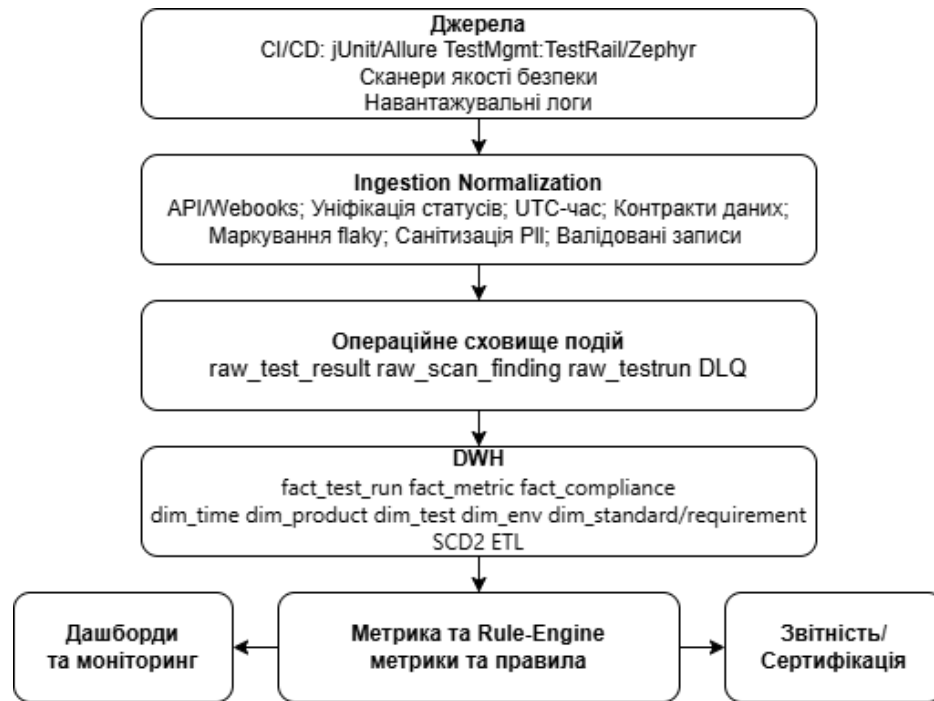 Джерела
CI/CD: jUnit/Allure TestMgmt:TestRail/Zephyr
Сканери якості безпеки
Навантажувальні логи
Ingestion Normalization
API/Webooks; Уніфікація статусів; UTC-час; Контракти даних;
Маркування flaky; Санітизація PII; Валідовані записи
Операційне сховище подій
raw_test_result raw_scan_finding raw_testrun DLQ
DWH
fact_test_run fact_metric fact_compliance
dim_time dim_product dim_test dim_env dim_standard/requirement
SCD2 ETL
Дашборди
та моніторинг
Метрика та Rule-Engine
метрики та правила
Звітність/
Сертифікація